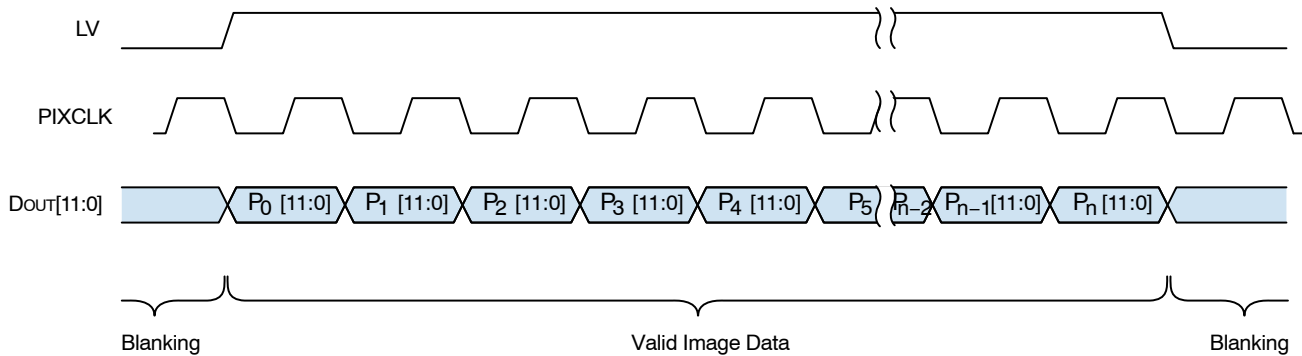 LV
PIXCLK
DOUT[11:0]
P0 [11:0] P1 [11:0] P2 [11:0] P3 [11:0] P4 [11:0] P5 Pn−2 Pn−1[11:0] Pn [11:0]
Blanking Valid Image Data Blanking